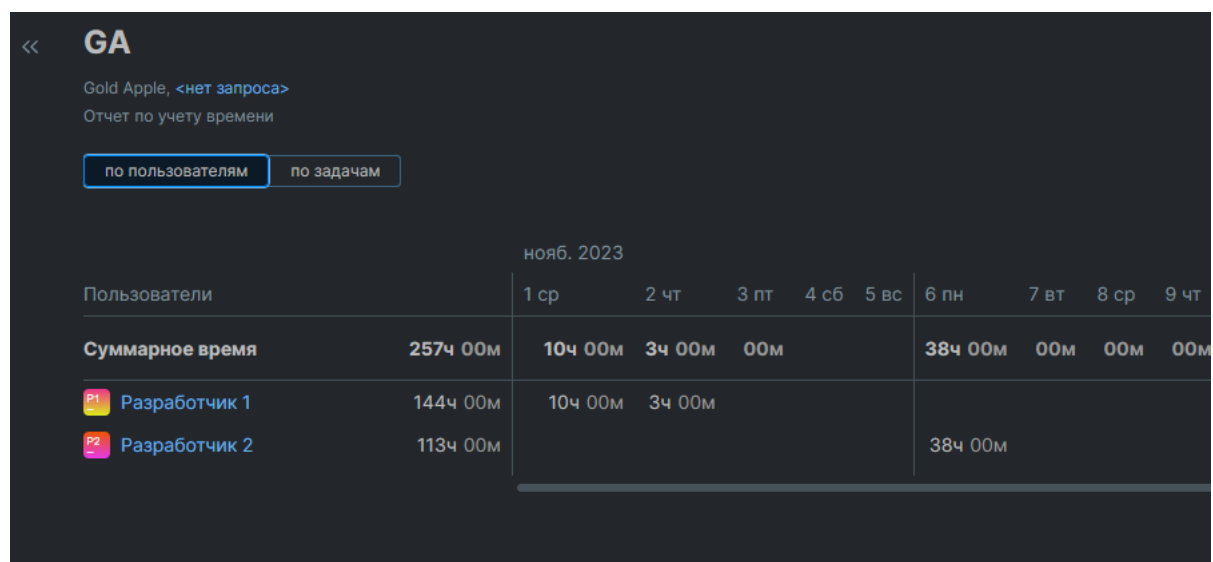 GA
Gold Apple, <нет запроса>
Отчет по учету времени
по пользователям по задачам
нояб. 2023
Пользователи 1 ср 2 чт 3 пт 4 сб 5 вс 6 пн 7 вт 8 ср 9 чт
Суммарное время 257ч 00м 10ч 00м 3ч 00м 00м 38ч 00м 00м 00м 00м
P1 Разработчик 1 144ч 00м 10ч 00м 3ч 00м
P2 Разработчик 2 113ч 00м 38ч 00м